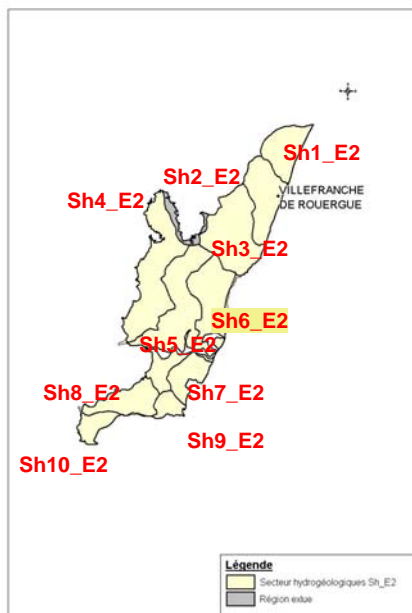 Sh1_E2
Sh2_E2
Sh4_E2
VILLEFRANCHE
DE ROUERGUE
Sh3_E2
Sh6_E2
Sh5_E2
Sh8_E2
Sh7_E2
Sh9_E2
Sh10_E2
Légende
Secteur hydrogéologiques Sh_E2
Région exlue